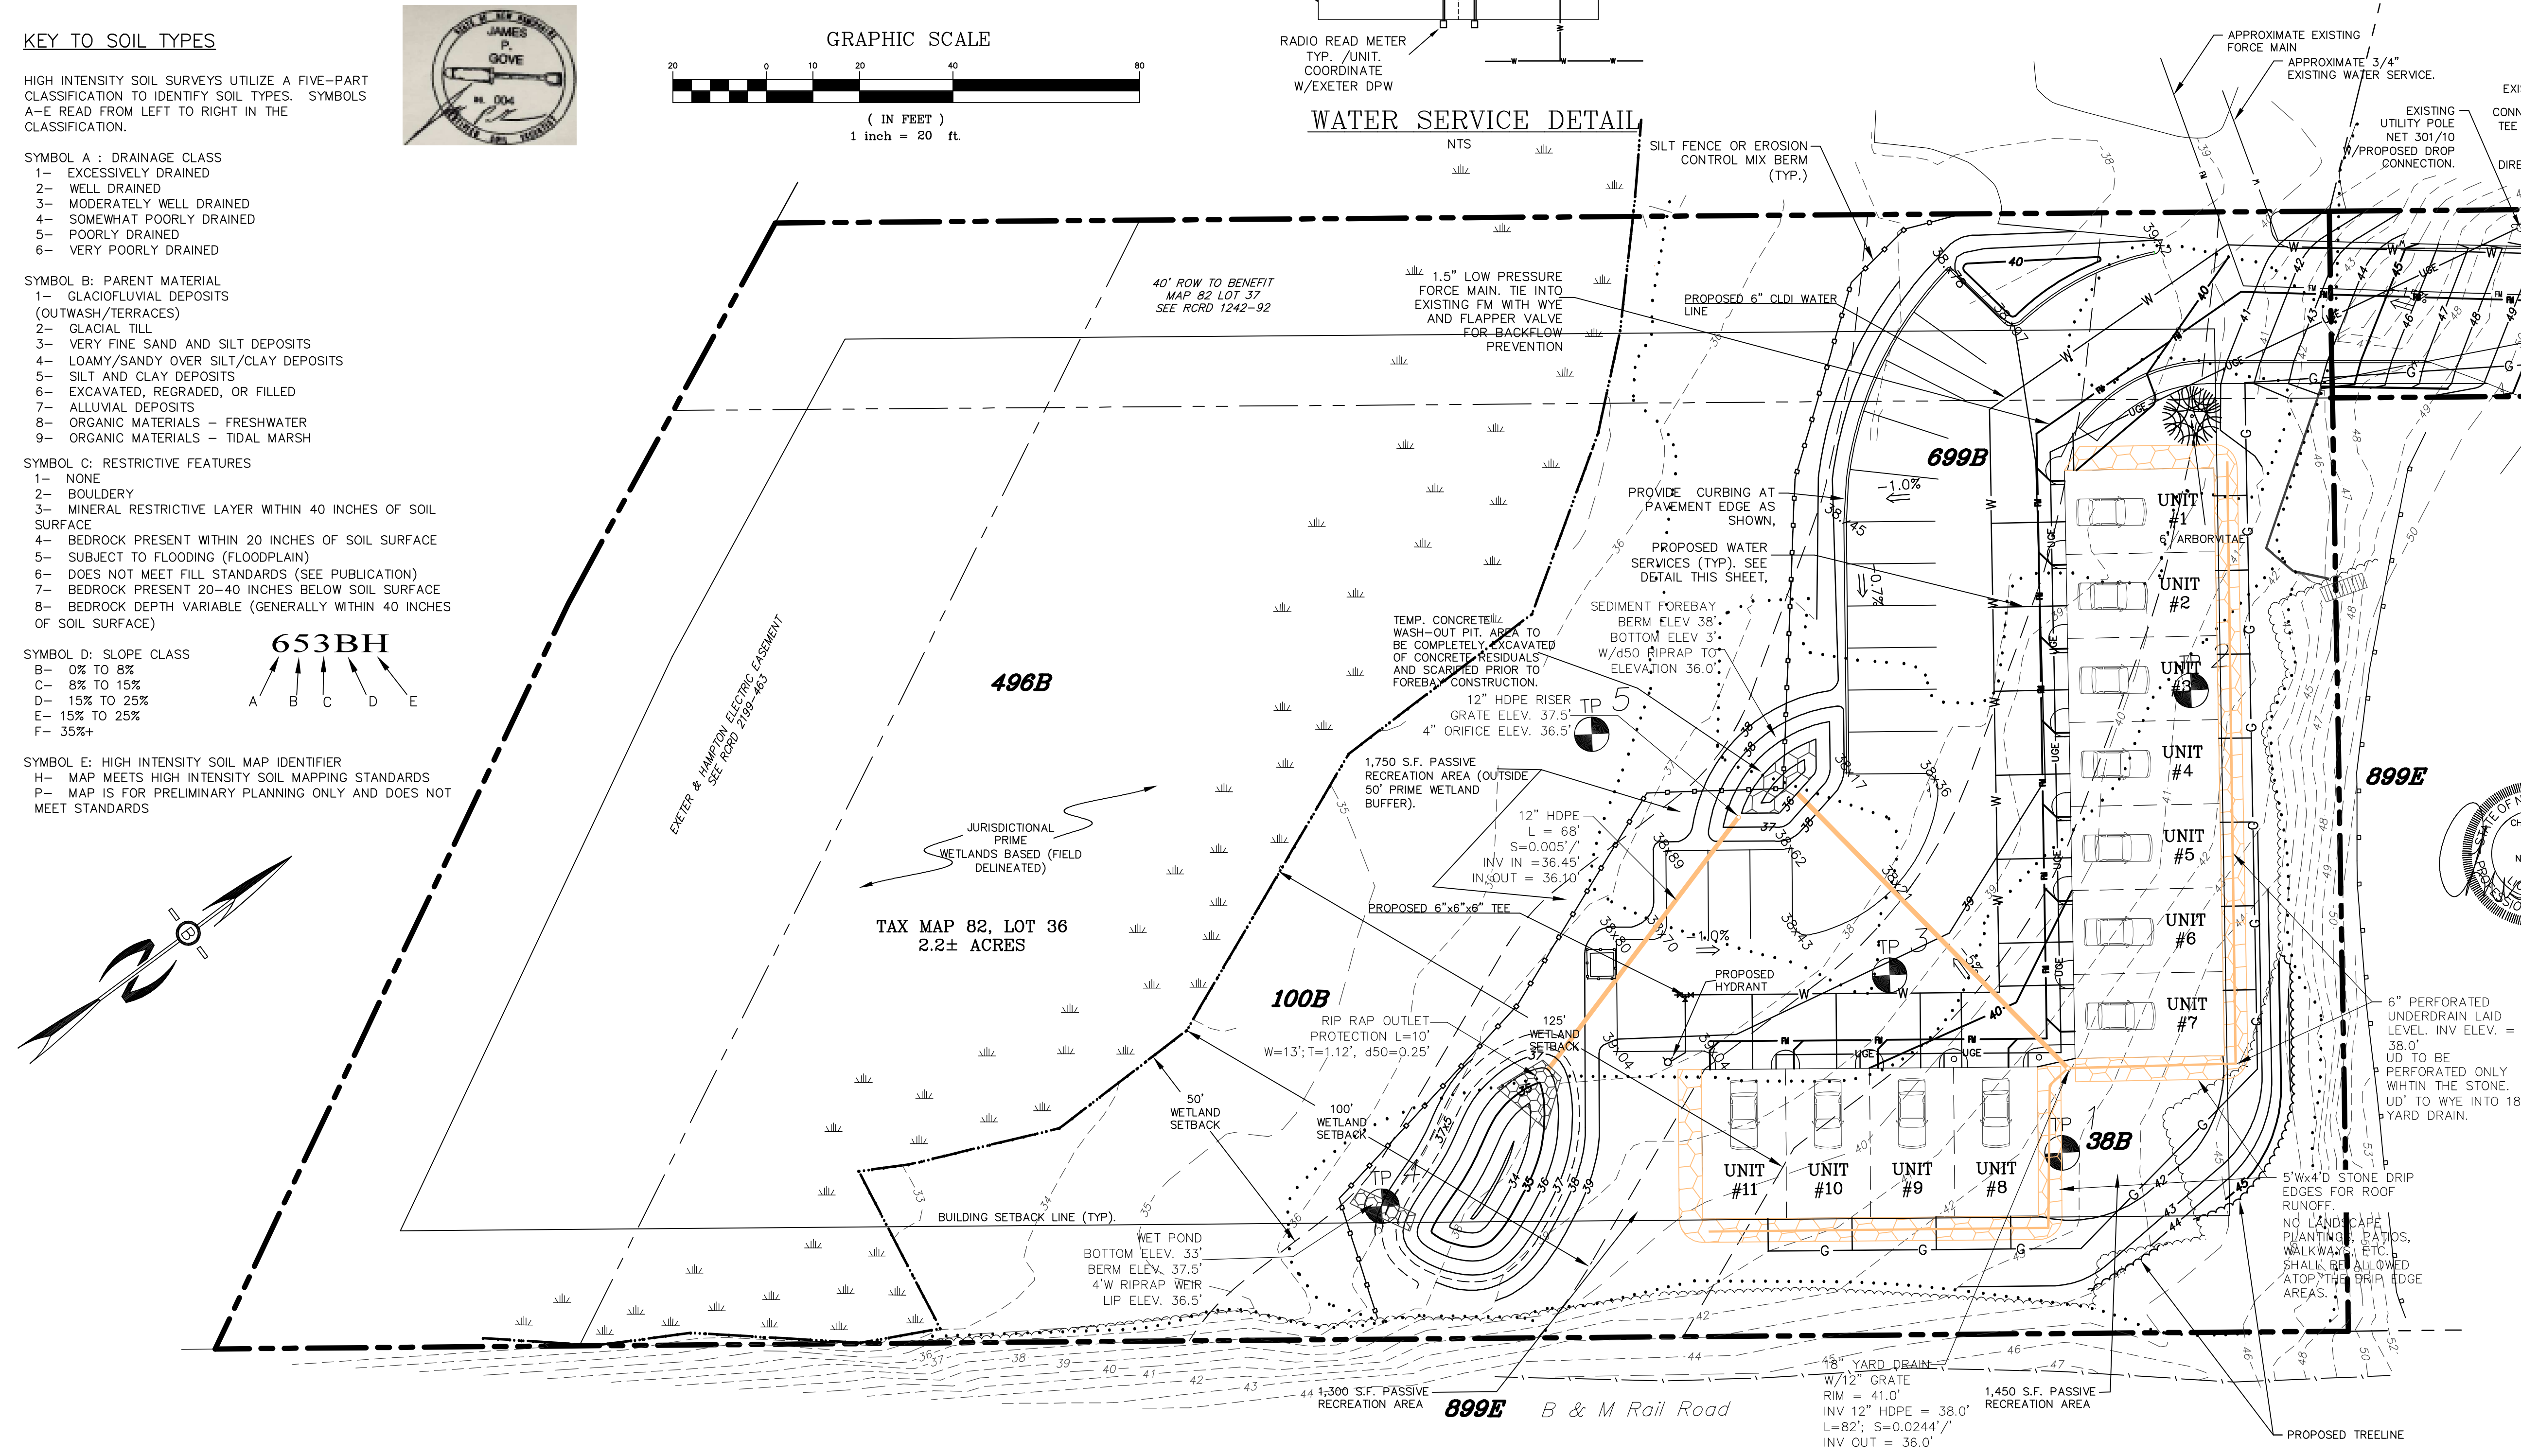 KEY TO SOIL TYPES
HIGH INTENSITY SOIL SURVEYS UTILIZE A FIVE-PART
CLASSIFICATION TO IDENTIFY SOIL TYPES. SYMBOLS
A-E READ FROM LEFT TO RIGHT IN THE
CLASSIFICATION.
SYMBOL A : DRAINAGE CLASS
1- EXCESSIVELY DRAINED
2- WELL DRAINED
3- MODERATELY WELL DRAINED
4- SOMEWHAT POORLY DRAINED
5- POORLY DRAINED
6- VERY POORLY DRAINED
SYMBOL B: PARENT MATERIAL
1- GLACIOFLUVIAL DEPOSITS
(OUTWASH/TERRACES)
2- GLACIAL TILL
3- VERY FINE SAND AND SILT DEPOSITS
4- LOAMY/SANDY OVER SILT/CLAY DEPOSITS
5- SILT AND CLAY DEPOSITS
6- EXCAVATED, REGRADED, OR FILLED
7- ALLUVIAL DEPOSITS
8- ORGANIC MATERIALS - FRESHWATER
9- ORGANIC MATERIALS - TIDAL MARSH
SYMBOL C: RESTRICTIVE FEATURES
1- NONE
2- BOULDERY
3- MINERAL RESTRICTIVE LAYER WITHIN 40 INCHES OF SOIL
SURFACE
4- BEDROCK PRESENT WITHIN 20 INCHES OF SOIL SURFACE
5- SUBJECT TO FLOODING (FLOODPLAIN)
6- DOES NOT MEET FILL STANDARDS (SEE PUBLICATION)
7- BEDROCK PRESENT 20-40 INCHES BELOW SOIL SURFACE
8- BEDROCK DEPTH VARIABLE (GENERALLY WITHIN 40 INCHES
OF SOIL SURFACE)
653BH
A B C D E
SYMBOL D: SLOPE CLASS
B- 0% TO 8%
C- 8% TO 15%
D- 15% TO 25%
E- 15% TO 25%
F- 35%+
SYMBOL E: HIGH INTENSITY SOIL MAP IDENTIFIER
H- MAP MEETS HIGH INTENSITY SOIL MAPPING STANDARDS
P- MAP IS FOR PRELIMINARY PLANNING ONLY AND DOES NOT
MEET STANDARDS
STATE OF NEW HAMPSHIRE
JAMES
P.
GOVE
004
GRAPHIC SCALE
20 0 10 20 40 80
( IN FEET )
1 inch = 20 ft.
RADIO READ METER
TYP. /UNIT.
COORDINATE
W/EXETER DPW
WATER SERVICE DETAIL
NTS
SILT FENCE OR EROSION
CONTROL MIX BERM
(TYP.)
APPROXIMATE EXISTING
FORCE MAIN
APPROXIMATE 3/4"
EXISTING WATER SERVICE.
EXISTING
UTILITY POLE
NET 301/10
W/PROPOSED DROP
CONNECTION.
40' ROW TO BENEFIT
MAP 82 LOT 37
SEE RCRD 1242-92
1.5" LOW PRESSURE
FORCE MAIN. TIE INTO
EXISTING FM WITH WYE
AND FLAPPER VALVE
FOR BACKFLOW
PREVENTION
PROPOSED 6" CLDI WATER
LINE
699B
PROVIDE CURBING AT
PAVEMENT EDGE AS
SHOWN,
PROPOSED WATER
SERVICES (TYP). SEE
DETAIL THIS SHEET,
-1.0%
-0.7%
6' ARBORVITAE
UNIT
#1
UNIT
#2
UNIT
#3
TP 2
UNIT
#4
UNIT
#5
UNIT
#6
UNIT
#7
899E
EXETER & HAMPTON ELECTRIC EASEMENT
SEE RCRD 2199-463
496B
TEMP. CONCRETE
WASH-OUT PIT. AREA TO
BE COMPLETELY EXCAVATED
OF CONCRETE RESIDUALS
AND SCARIFIED PRIOR TO
FOREBAY CONSTRUCTION.
SEDIMENT FOREBAY
BERM ELEV 38'
BOTTOM ELEV 3'
W/d50 RIPRAP TO
ELEVATION 36.0'
12" HDPE RISER
GRATE ELEV. 37.5'
4" ORIFICE ELEV. 36.5'
TP 5
1,750 S.F. PASSIVE
RECREATION AREA (OUTSIDE
50' PRIME WETLAND
BUFFER).
12" HDPE
L = 68'
S=0.005'/'
INV IN =36.45'
IN OUT = 36.10'
PROPOSED 6"x6"x6" TEE
JURISDICTIONAL
PRIME
WETLANDS BASED (FIELD
DELINEATED)
TAX MAP 82, LOT 36
2.2± ACRES
100B
RIP RAP OUTLET
PROTECTION L=10'
W=13';T=1.12', d50=0.25'
125'
WETLAND
SETBACK
-1.0%
PROPOSED
HYDRANT
TP 3
-5%
50'
WETLAND
SETBACK
100'
WETLAND
SETBACK
BUILDING SETBACK LINE (TYP).
WET POND
BOTTOM ELEV. 33'
BERM ELEV. 37.5'
4'W RIPRAP WEIR
LIP ELEV. 36.5'
TP 4
UNIT
#11
UNIT
#10
UNIT
#9
UNIT
#8
TP 1
38B
6" PERFORATED
UNDERDRAIN LAID
LEVEL. INV ELEV. =
38.0'
UD TO BE
PERFORATED ONLY
WIHTIN THE STONE.
UD' TO WYE INTO 18
YARD DRAIN.
5'Wx4'D STONE DRIP
EDGES FOR ROOF
RUNOFF.
NO LANDSCAPE
PLANTINGS, PATIOS,
WALKWAYS, ETC.
SHALL BE ALLOWED
ATOP THE DRIP EDGE
AREAS.
1,300 S.F. PASSIVE
RECREATION AREA
899E
B & M Rail Road
18" YARD DRAIN
W/12" GRATE
RIM = 41.0'
INV 12" HDPE = 38.0'
L=82'; S=0.0244'/'
INV OUT = 36.0'
1,450 S.F. PASSIVE
RECREATION AREA
PROPOSED TREELINE